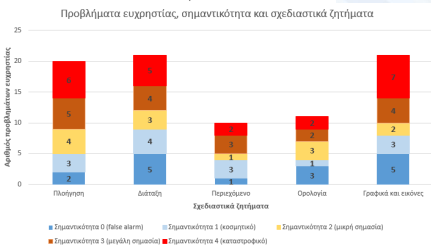 Προβλήματα ευχρηστίας, σημαντικότητα και σχεδιαστικά ζητήματα
Αριθμός προβλημάτων ευχρηστίας
25
20
15
10
5
0
6 5 2 2 7
5 4 3 2 4
4 3 1 3 2
3 4 3 1 3
2 5 1 3 5
Πλοήγηση Διάταξη Περιεχόμενο Ορολογία Γραφικά και εικόνες
Σχεδιαστικά ζητήματα
Σημαντικότητα 0 (false alarm) Σημαντικότητα 1 (κοσμητικό) Σημαντικότητα 2 (μικρή σημασία)
Σημαντικότητα 3 (μεγάλη σημασία) Σημαντικότητα 4 (καταστροφικό)